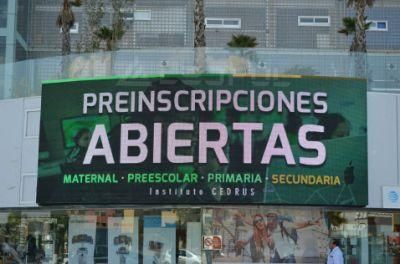 PREINSCRIPCIONES
ABIERTAS
MATERNAL · PREESCOLAR · PRIMARIA · SECUNDARIA
Instituto CEDRUS